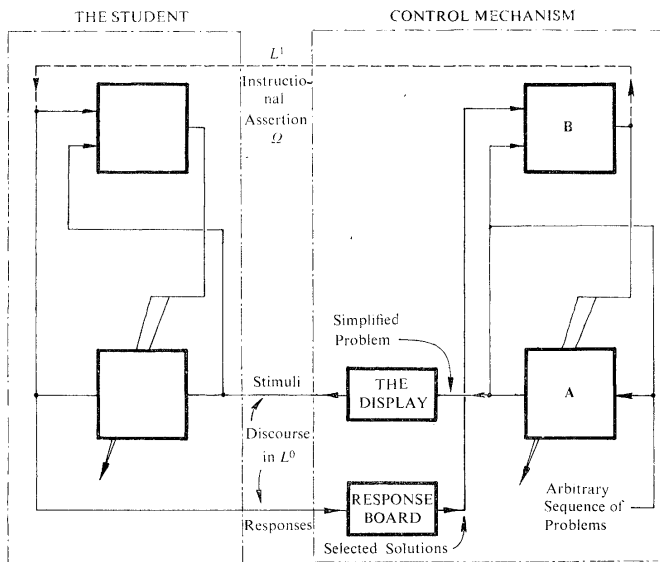 THE STUDENT
CONTROL MECHANISM
L¹
Instructio-
nal
Assertion
Ω
B
Simplified
Problem
Stimuli
THE
DISPLAY
A
Discourse
in L⁰
Responses
RESPONSE
BOARD
Selected Solutions
Arbitrary
Sequence of
Problems